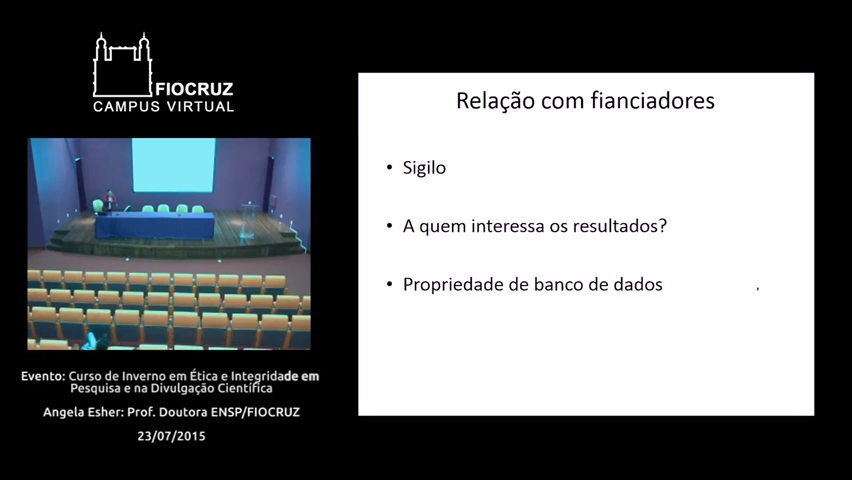 FIOCRUZ
CAMPUS VIRTUAL
Evento: Curso de Inverno em Ética e Integridade em
Pesquisa e na Divulgação Científica
Angela Esher: Prof. Doutora ENSP/FIOCRUZ
23/07/2015
Relação com fianciadores
• Sigilo
• A quem interessa os resultados?
• Propriedade de banco de dados